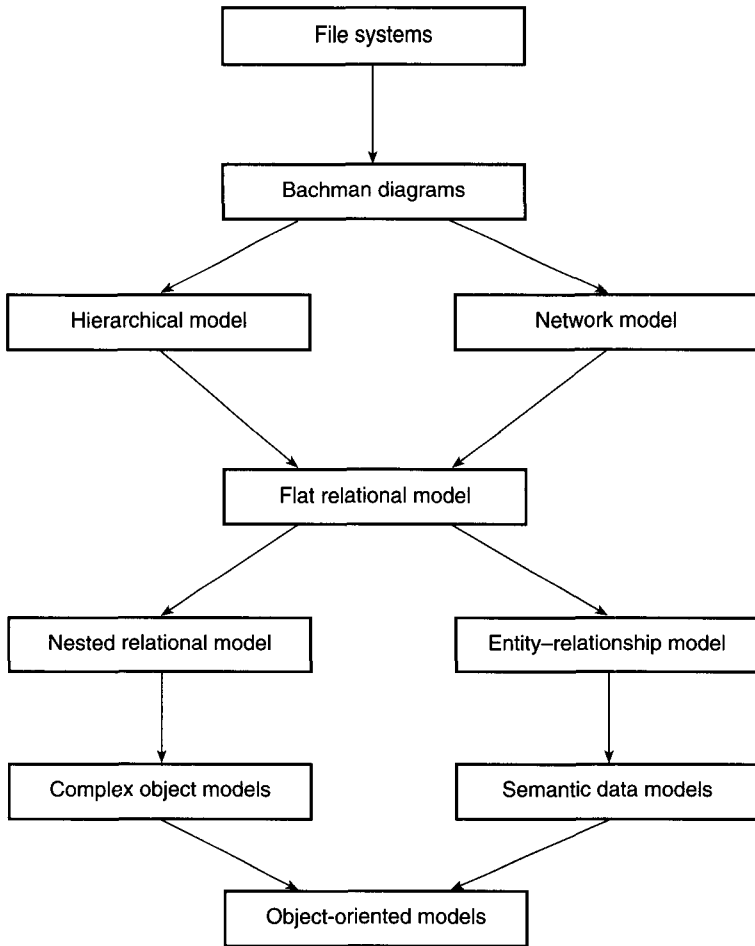 File systems
Bachman diagrams
Hierarchical model
Network model
Flat relational model
Nested relational model
Entity–relationship model
Complex object models
Semantic data models
Object-oriented models